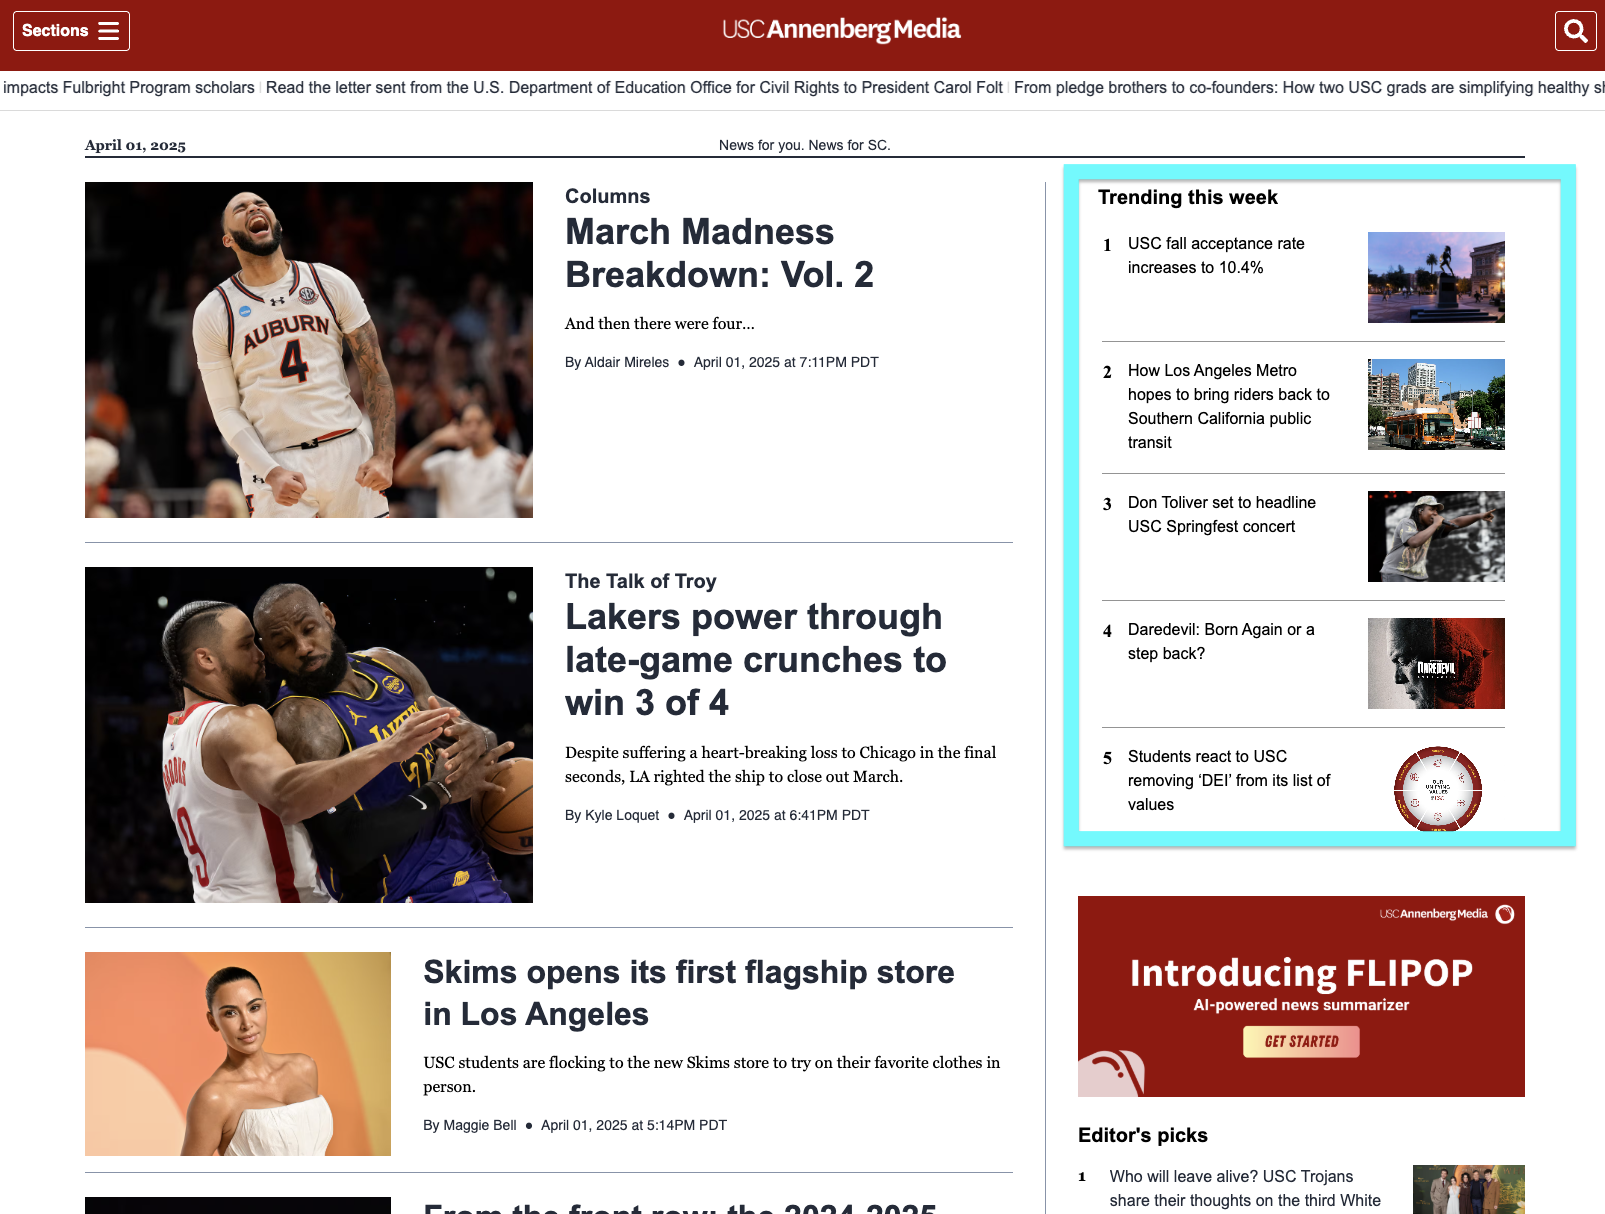 Sections
USC Annenberg Media
impacts Fulbright Program scholars | Read the letter sent from the U.S. Department of Education Office for Civil Rights to President Carol Folt | From pledge brothers to co-founders: How two USC grads are simplifying healthy
April 01, 2025
News for you. News for SC.
AUBURN
4
Columns
March Madness
Breakdown: Vol. 2
And then there were four...
By Aldair Mireles ● April 01, 2025 at 7:11PM PDT
The Talk of Troy
Lakers power through
late-game crunches to
win 3 of 4
Despite suffering a heart-breaking loss to Chicago in the final
seconds, LA righted the ship to close out March.
By Kyle Loquet ● April 01, 2025 at 6:41PM PDT
9
Skims opens its first flagship store
in Los Angeles
USC students are flocking to the new Skims store to try on their favorite clothes in
person.
By Maggie Bell ● April 01, 2025 at 5:14PM PDT
From the front row: the 2024-2025
Trending this week
1 USC fall acceptance rate
increases to 10.4%
2 How Los Angeles Metro
hopes to bring riders back to
Southern California public
transit
3 Don Toliver set to headline
USC Springfest concert
4 Daredevil: Born Again or a
step back?
DAREDEVIL
5 Students react to USC
removing ‘DEI’ from its list of
values
OUR
UNIFYING
VALUES
USC Annenberg Media
Introducing FLIPOP
AI-powered news summarizer
GET STARTED
Editor's picks
1 Who will leave alive? USC Trojans
share their thoughts on the third White